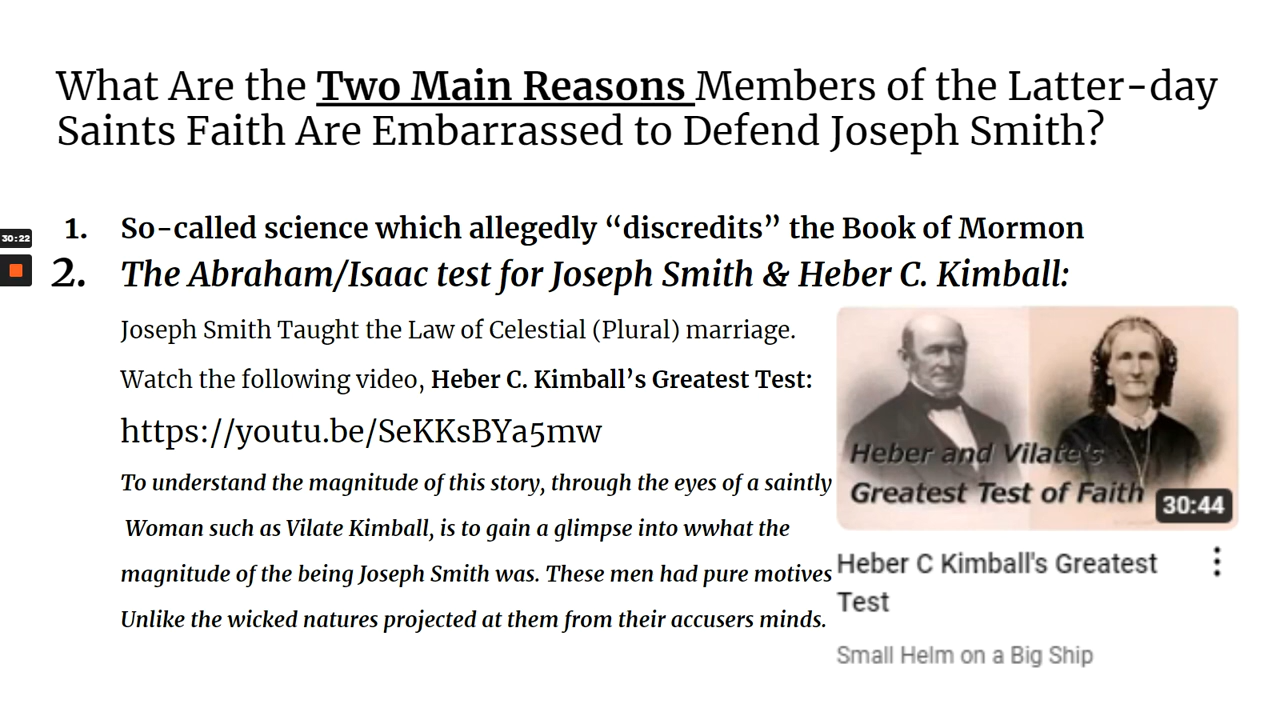 What Are the Two Main Reasons Members of the Latter-day
Saints Faith Are Embarrassed to Defend Joseph Smith?
1. So-called science which allegedly “discredits” the Book of Mormon
30:22
2. The Abraham/Isaac test for Joseph Smith & Heber C. Kimball:
Joseph Smith Taught the Law of Celestial (Plural) marriage.
Watch the following video, Heber C. Kimball’s Greatest Test:
https://youtu.be/SeKKsBYa5mw
To understand the magnitude of this story, through the eyes of a saintly
Woman such as Vilate Kimball, is to gain a glimpse into wwhat the
magnitude of the being Joseph Smith was. These men had pure motives
Unlike the wicked natures projected at them from their accusers minds.
Heber and Vilate's
Greatest Test of Faith
30:44
Heber C Kimball's Greatest
Test
Small Helm on a Big Ship